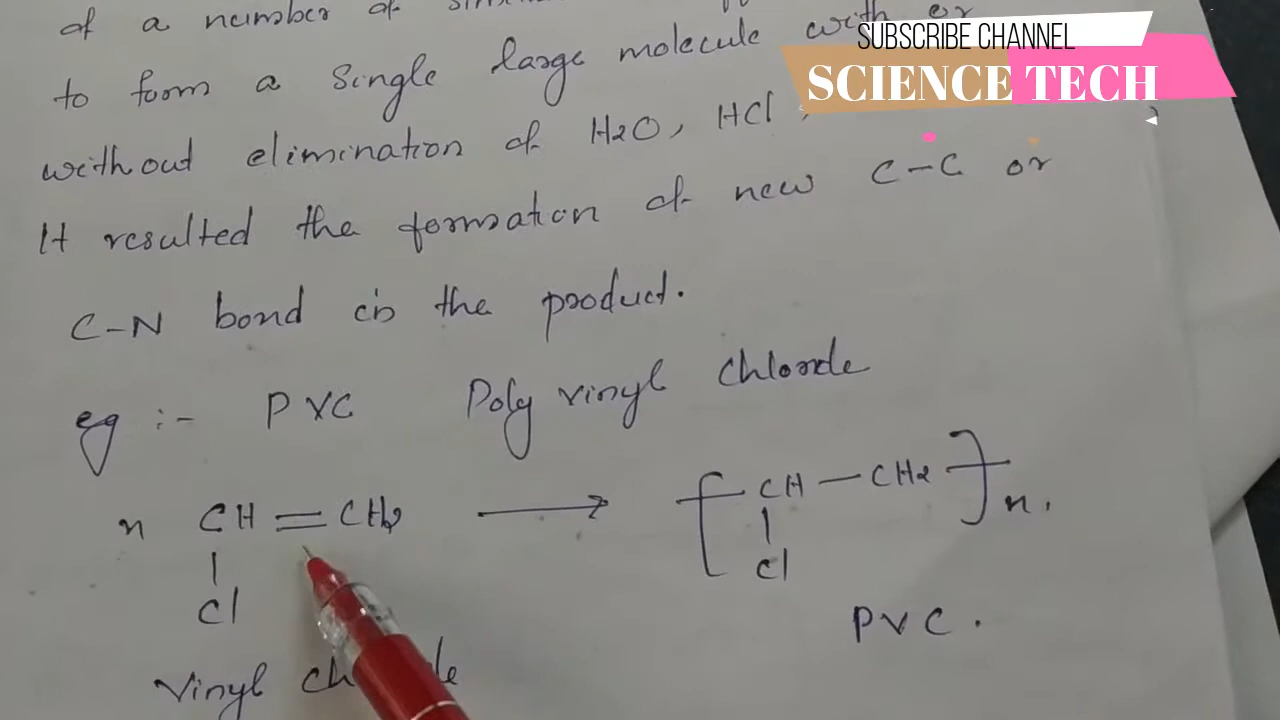 of a number of
to form a single large molecule with or
SUBSCRIBE CHANNEL
SCIENCE TECH
without elimination of H2O, HCl,
It resulted the formation of new C-C or
C-N bond in the product.
eg :- PVC Poly vinyl chloride
n CH = CH2 → [ CH — CH2 ]n.
Cl Cl
PVC.
Vinyl